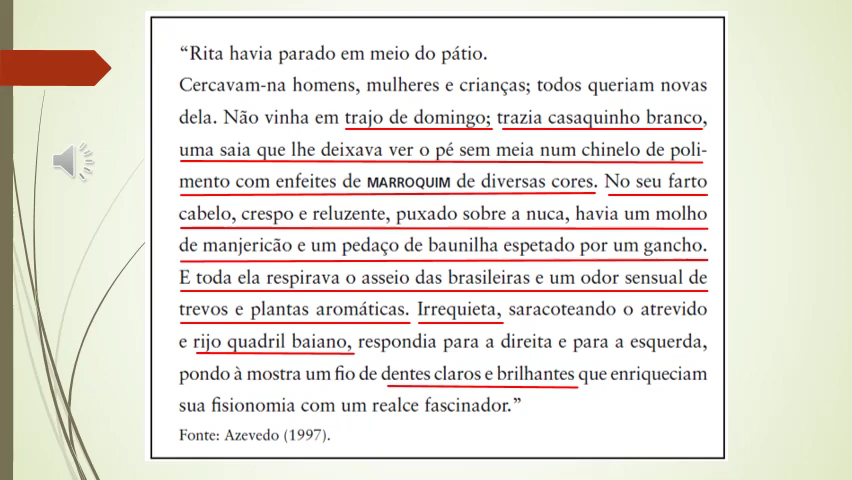 “Rita havia parado em meio do pátio.
Cercavam-na homens, mulheres e crianças; todos queriam novas
dela. Não vinha em trajo de domingo; trazia casaquinho branco,
uma saia que lhe deixava ver o pé sem meia num chinelo de poli-
mento com enfeites de MARROQUIM de diversas cores. No seu farto
cabelo, crespo e reluzente, puxado sobre a nuca, havia um molho
de manjericão e um pedaço de baunilha espetado por um gancho.
E toda ela respirava o asseio das brasileiras e um odor sensual de
trevos e plantas aromáticas. Irrequieta, saracoteando o atrevido
e rijo quadril baiano, respondia para a direita e para a esquerda,
pondo à mostra um fio de dentes claros e brilhantes que enriqueciam
sua fisionomia com um realce fascinador.”
Fonte: Azevedo (1997).